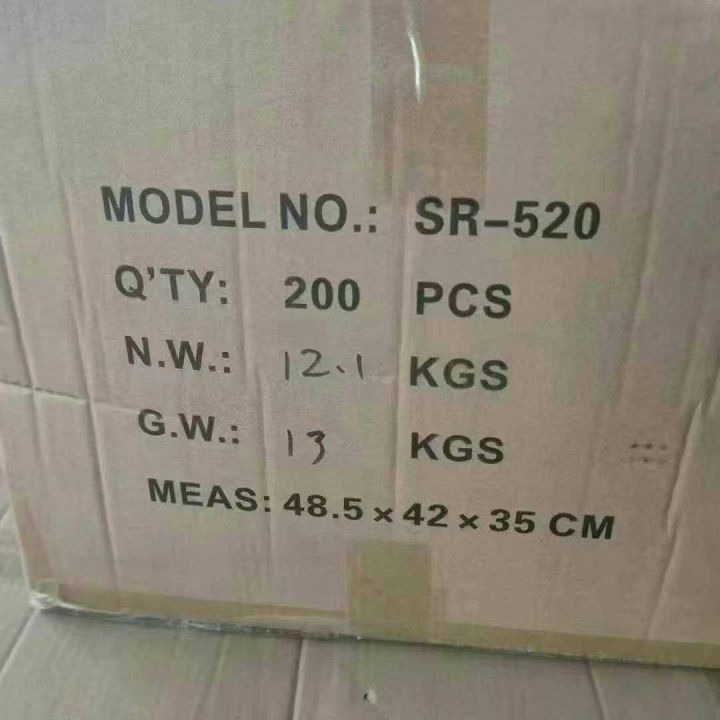 MODEL NO.: SR-520
Q'TY: 200 PCS
N.W.: 12.1 KGS
G.W.: 13 KGS
MEAS: 48.5 × 42 × 35 CM